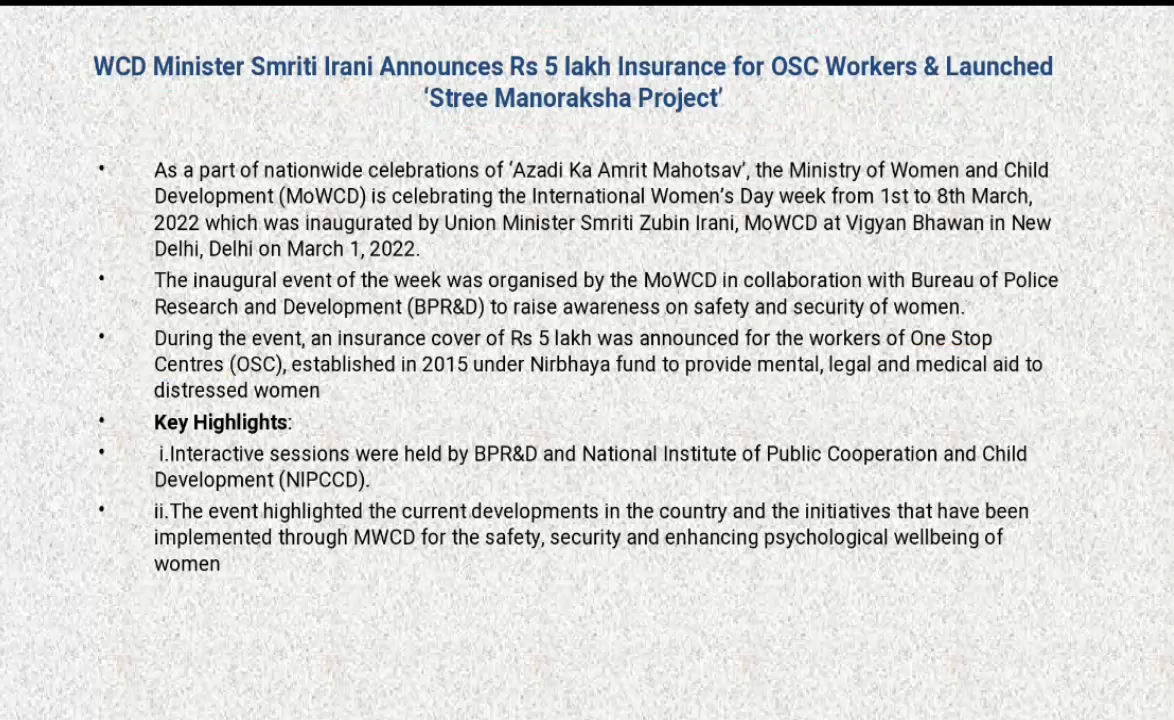 WCD Minister Smriti Irani Announces Rs 5 lakh Insurance for OSC Workers & Launched
‘Stree Manoraksha Project’
• As a part of nationwide celebrations of ‘Azadi Ka Amrit Mahotsav’, the Ministry of Women and Child
Development (MoWCD) is celebrating the International Women’s Day week from 1st to 8th March,
2022 which was inaugurated by Union Minister Smriti Zubin Irani, MoWCD at Vigyan Bhawan in New
Delhi, Delhi on March 1, 2022.
• The inaugural event of the week was organised by the MoWCD in collaboration with Bureau of Police
Research and Development (BPR&D) to raise awareness on safety and security of women.
• During the event, an insurance cover of Rs 5 lakh was announced for the workers of One Stop
Centres (OSC), established in 2015 under Nirbhaya fund to provide mental, legal and medical aid to
distressed women
• Key Highlights:
• i.Interactive sessions were held by BPR&D and National Institute of Public Cooperation and Child
Development (NIPCCD).
• ii.The event highlighted the current developments in the country and the initiatives that have been
implemented through MWCD for the safety, security and enhancing psychological wellbeing of
women